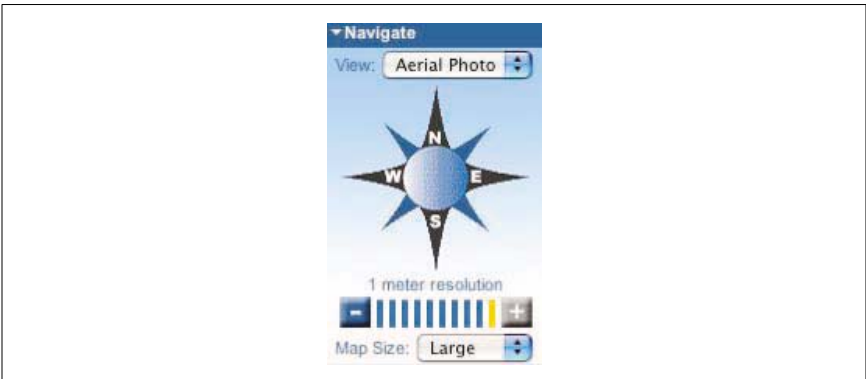 Navigate
View: Aerial Photo
N
W E
S
1 meter resolution
- +
Map Size: Large